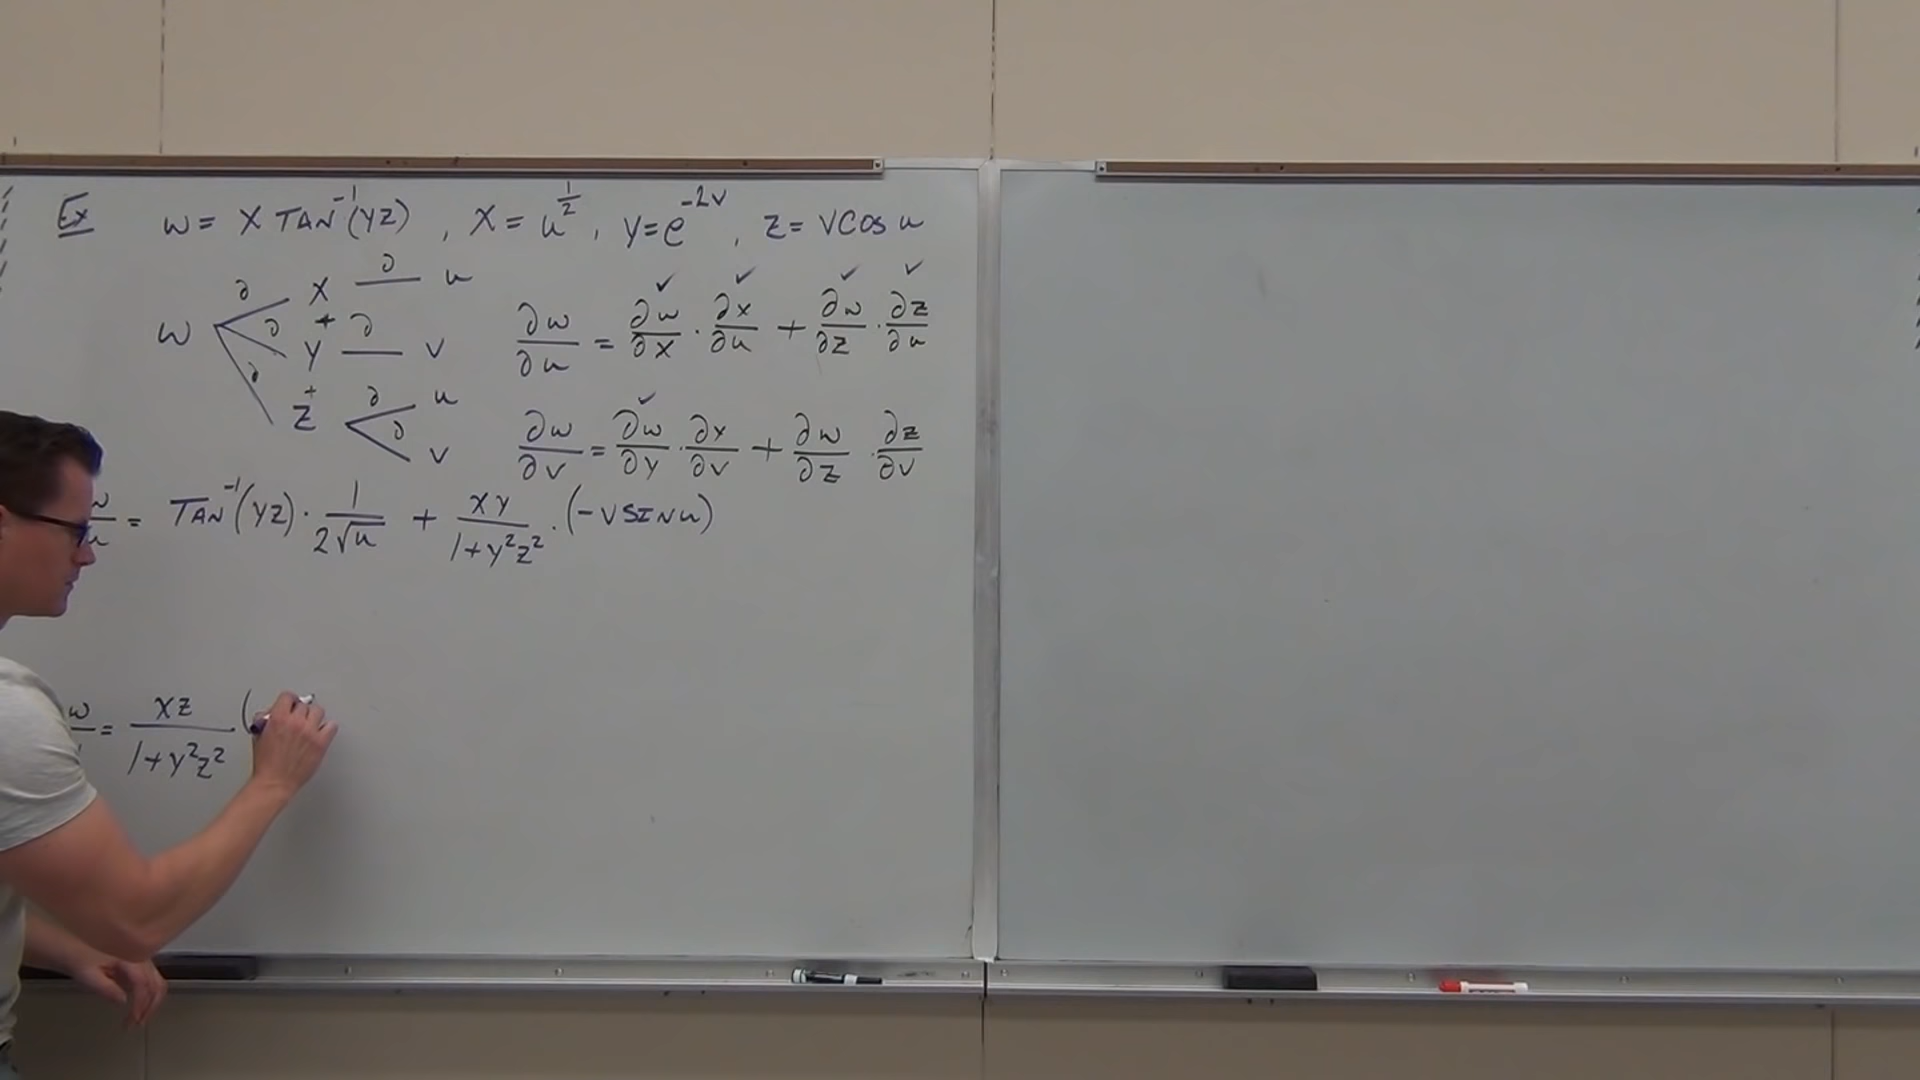 Ex w = x TAN⁻¹(yz) , x = u^(1/2) , y = e^(-2v) , z = v cos u
∂ x ∂ u
w ∂ + y ∂ v
∂ + z ∂ u
∂ v
∂w/∂u = ∂w/∂x · ∂x/∂u + ∂w/∂z · ∂z/∂u
∂w/∂v = ∂w/∂y · ∂x/∂v + ∂w/∂z · ∂z/∂v
w/u = TAN⁻¹(yz) · 1/(2√u) + xy/(1+y²z²) · (-v SIN u)
w = xz/(1+y²z²) (